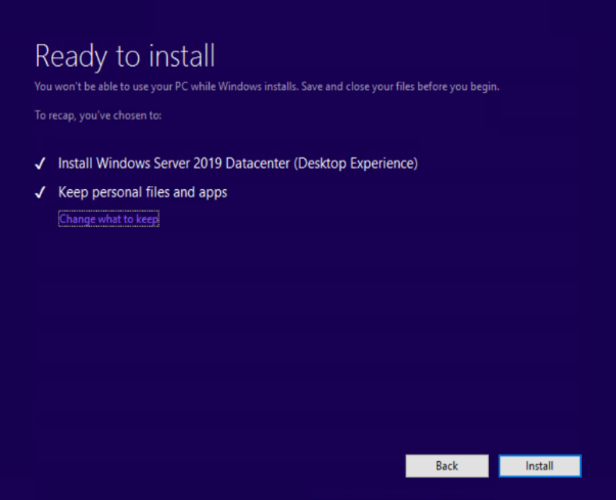 Ready to install
You won't be able to use your PC while Windows installs. Save and close your files before you begin.
To recap, you've chosen to:
Install Windows Server 2019 Datacenter (Desktop Experience)
Keep personal files and apps
Change what to keep
Back
Install